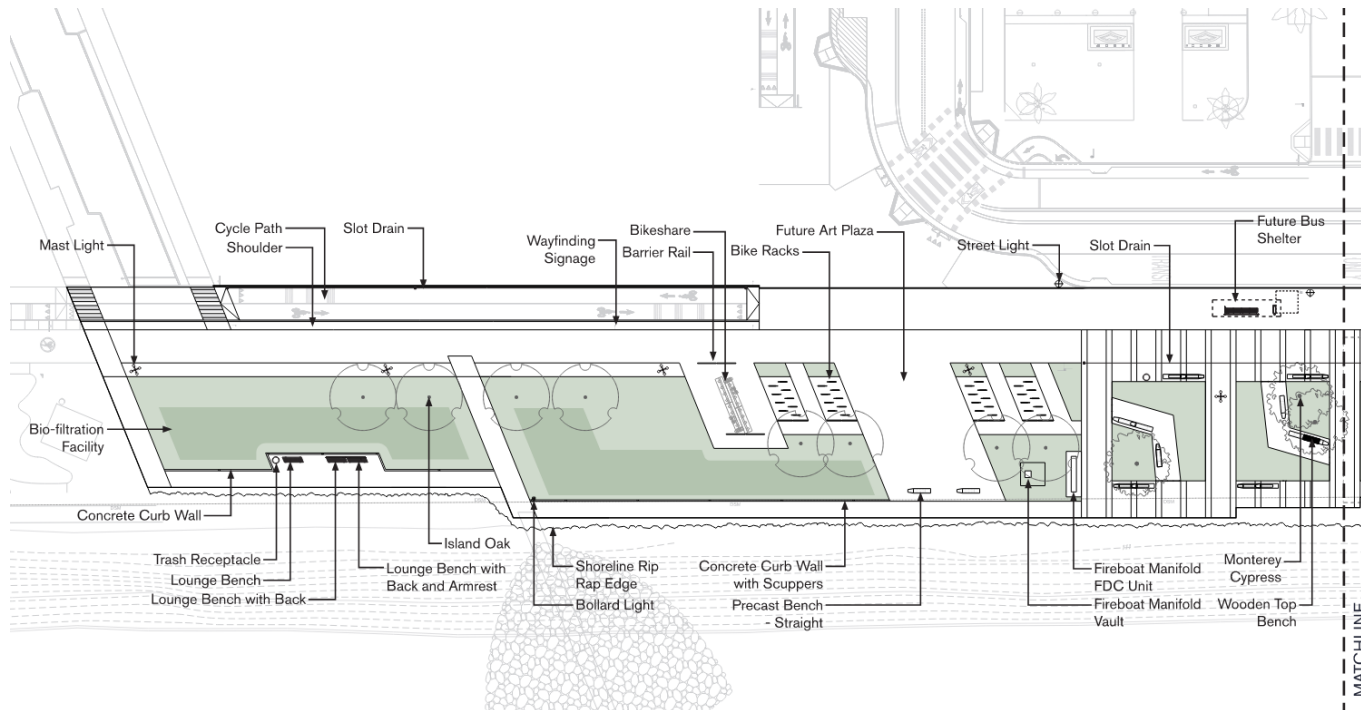 Mast Light
Cycle Path
Shoulder
Slot Drain
Wayfinding
Signage
Bikeshare
Barrier Rail
Bike Racks
Future Art Plaza
Street Light
Slot Drain
Future Bus
Shelter
Bio-filtration
Facility
Concrete Curb Wall
Trash Receptacle
Lounge Bench
Lounge Bench with Back
Island Oak
Lounge Bench with
Back and Armrest
Shoreline Rip
Rap Edge
Bollard Light
Concrete Curb Wall
with Scuppers
Precast Bench
- Straight
Fireboat Manifold
FDC Unit
Fireboat Manifold
Vault
Monterey
Cypress
Wooden Top
Bench
MATCHLINE